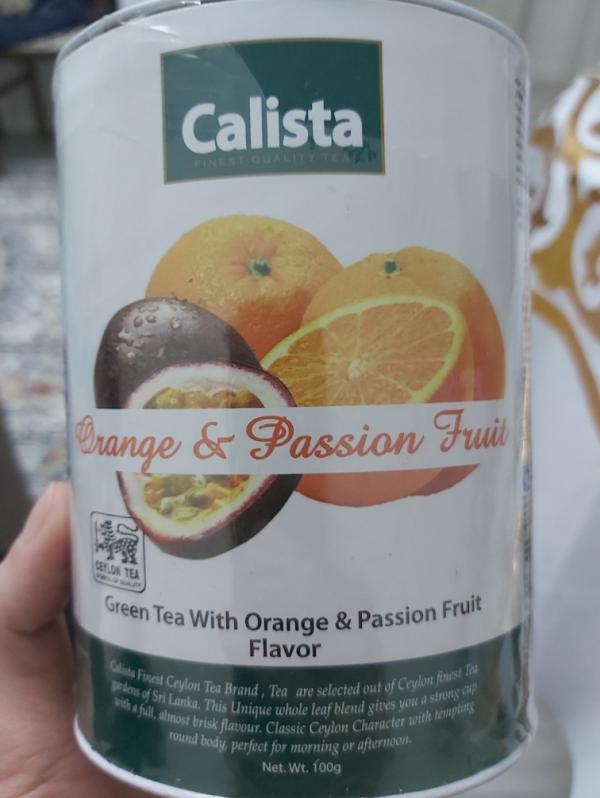 Calista
FINEST QUALITY TEA
Orange & Passion Fruit
CEYLON TEA
SYMBOL OF QUALITY
Green Tea With Orange & Passion Fruit
Flavor
Calista Finest Ceylon Tea Brand , Tea are selected out of Ceylon finest Tea
gardens of Sri Lanka. This Unique whole leaf blend gives you a strong cup
with a full, almost brisk flavour. Classic Ceylon Character with tempting
round body, perfect for morning or afternoon.
Net. Wt. 100g